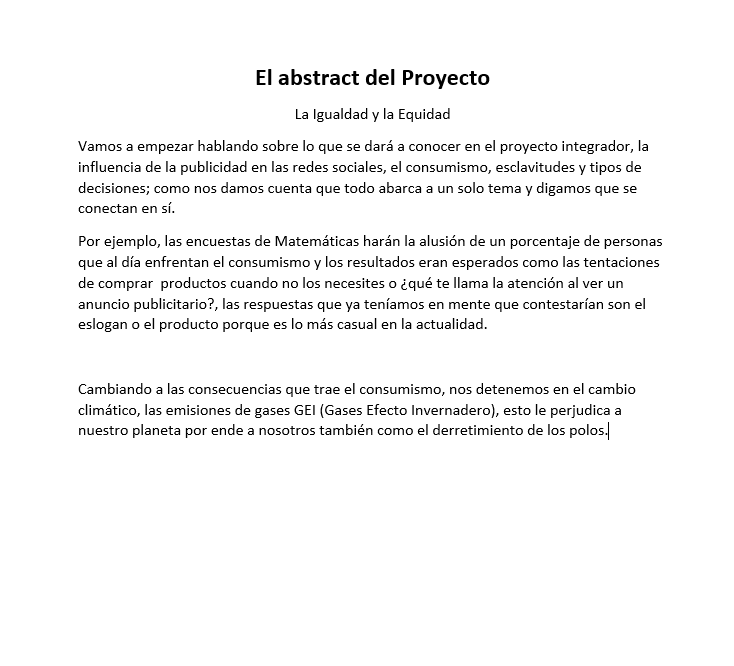 El abstract del Proyecto
La Igualdad y la Equidad
Vamos a empezar hablando sobre lo que se dará a conocer en el proyecto integrador, la
influencia de la publicidad en las redes sociales, el consumismo, esclavitudes y tipos de
decisiones; como nos damos cuenta que todo abarca a un solo tema y digamos que se
conectan en sí.
Por ejemplo, las encuestas de Matemáticas harán la alusión de un porcentaje de personas
que al día enfrentan el consumismo y los resultados eran esperados como las tentaciones
de comprar  productos cuando no los necesites o ¿qué te llama la atención al ver un
anuncio publicitario?, las respuestas que ya teníamos en mente que contestarían son el
eslogan o el producto porque es lo más casual en la actualidad.
Cambiando a las consecuencias que trae el consumismo, nos detenemos en el cambio
climático, las emisiones de gases GEI (Gases Efecto Invernadero), esto le perjudica a
nuestro planeta por ende a nosotros también como el derretimiento de los polos.